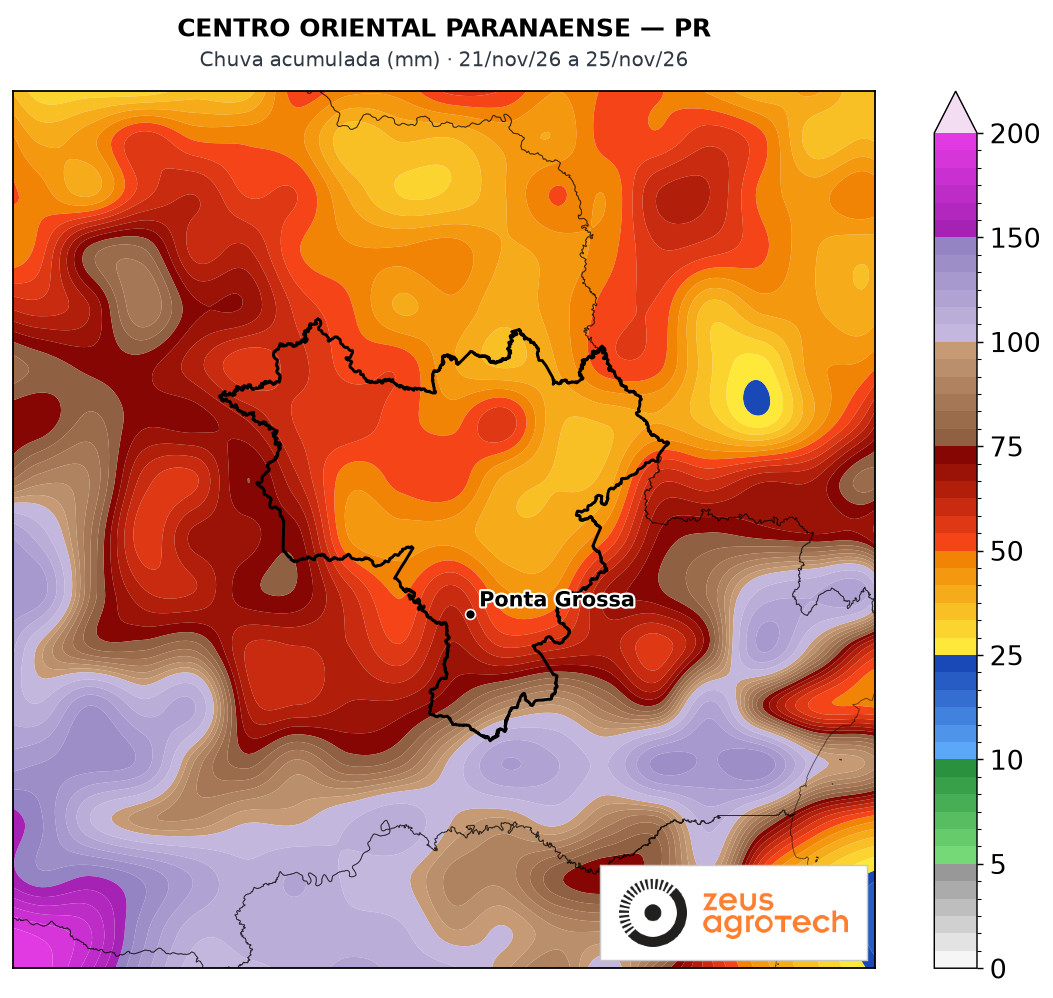 CENTRO ORIENTAL PARANAENSE — PR
Chuva acumulada (mm) · 21/nov/26 a 25/nov/26
200
150
100
75
50
25
10
5
0
Ponta Grossa
zeus
agrotech